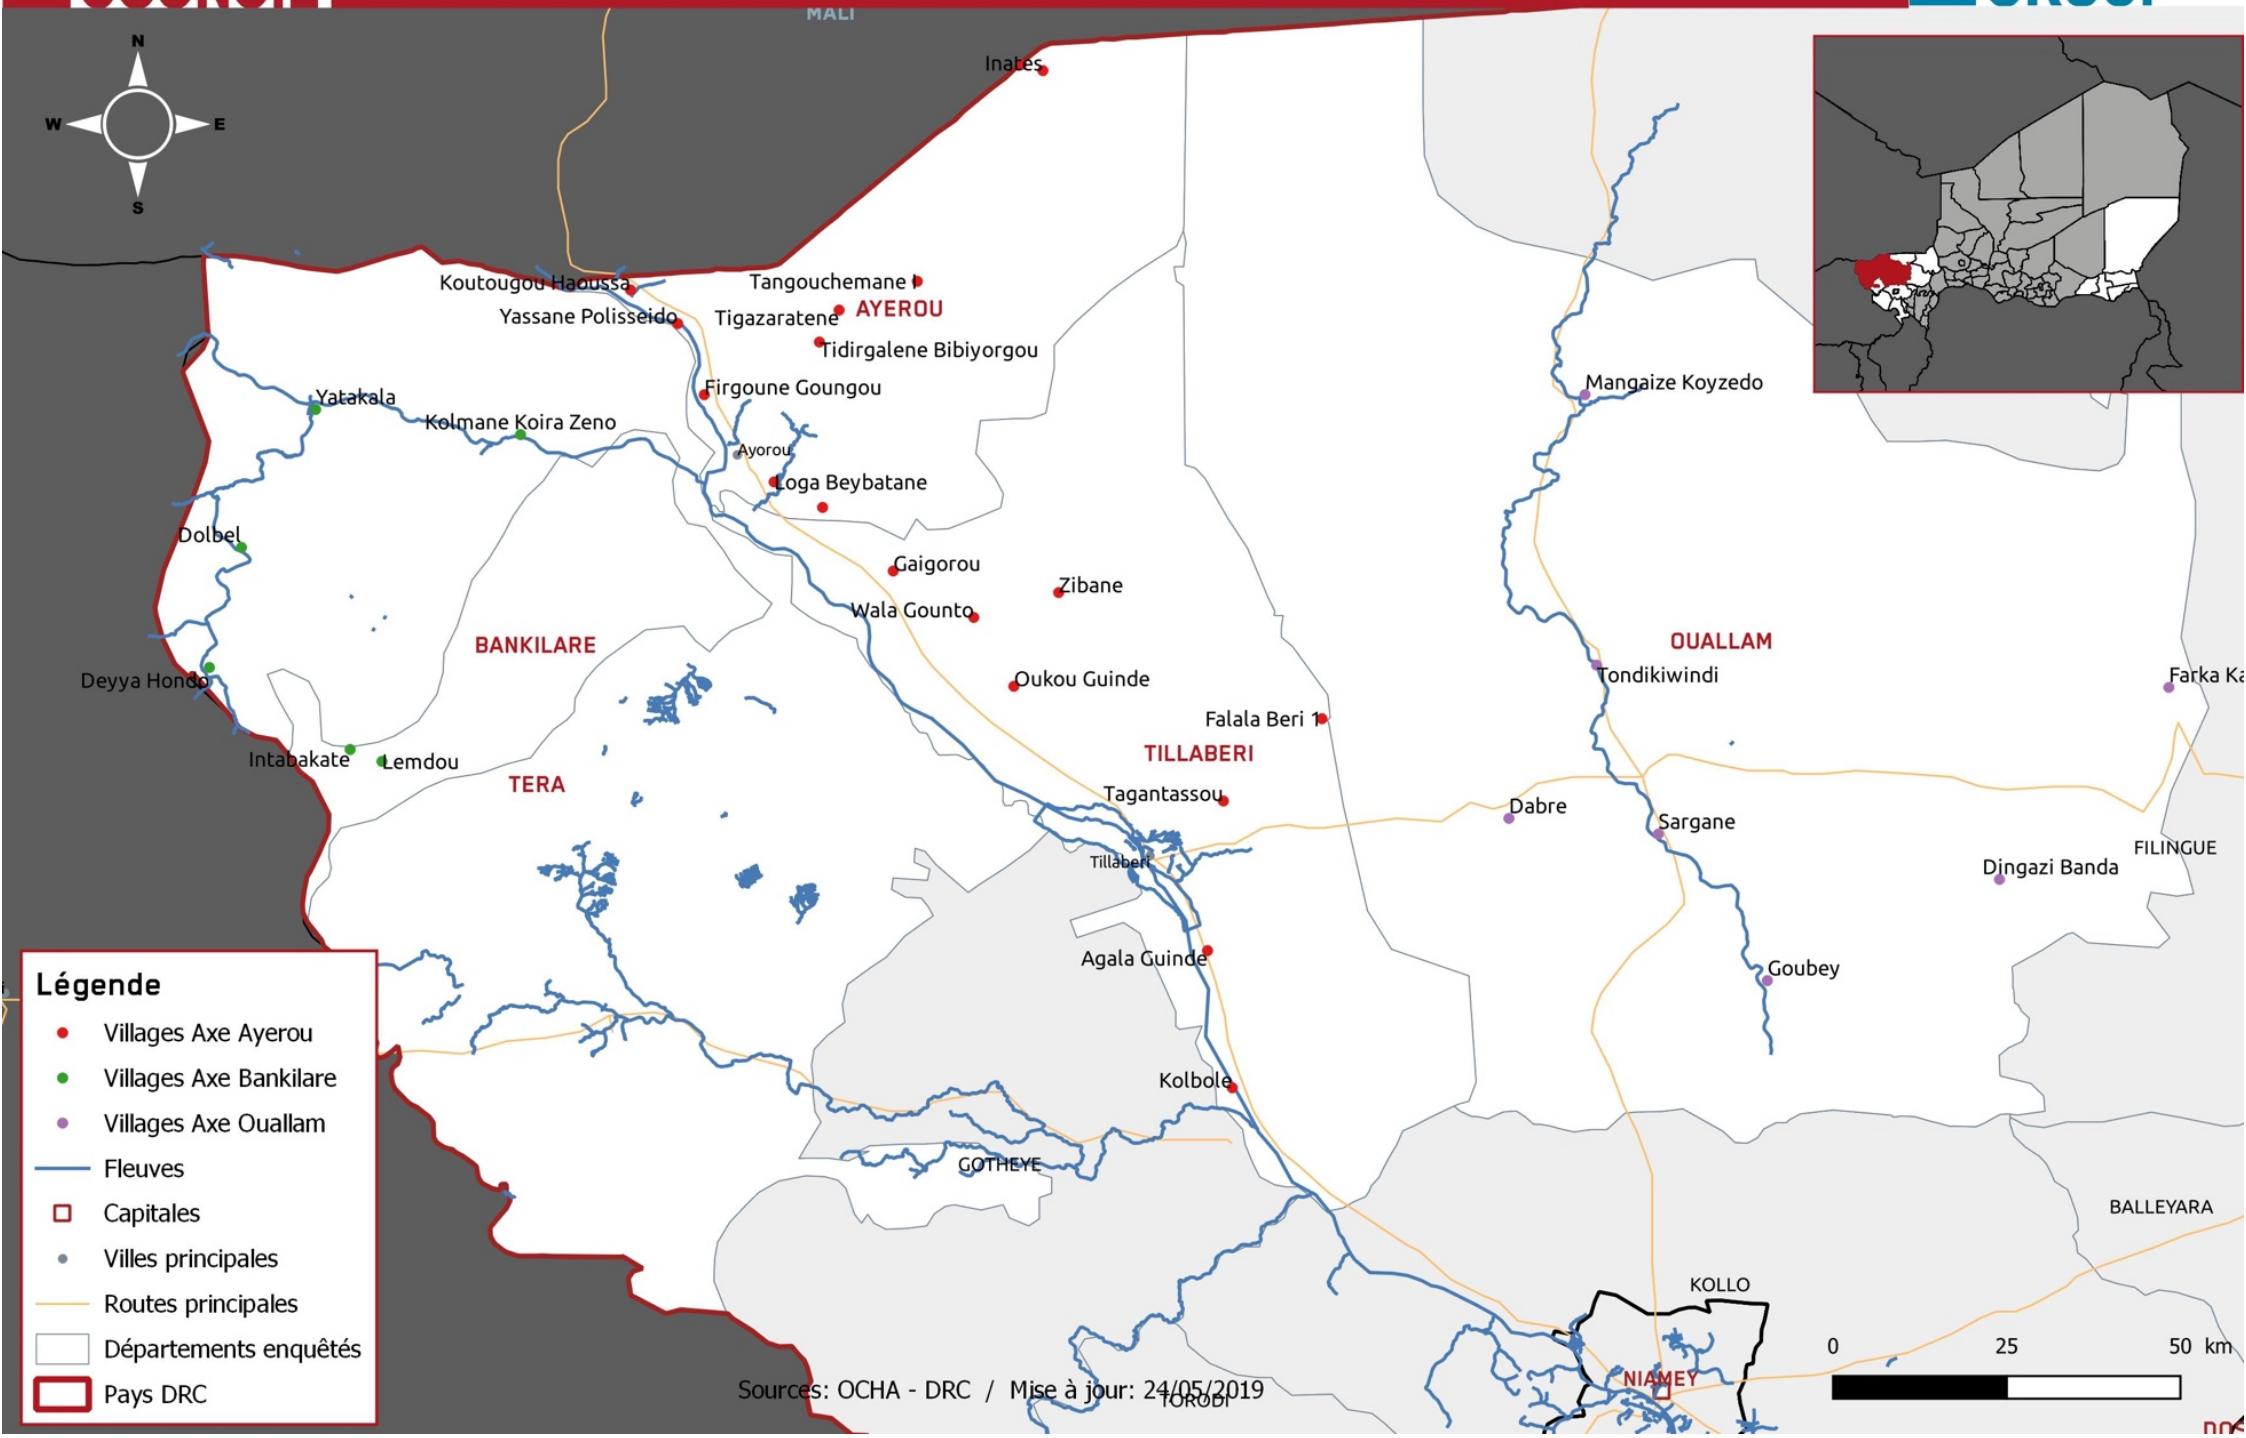 MALI
N
W
E
S
Inates
Koutougou Haoussa
Tangouchemane I
AYEROU
Yassane Polisseido
Tigazaratene
Tidirgalene Bibiyorgou
Firgoune Goungou
Mangaize Koyzedo
Yatakala
Kolmane Koira Zeno
Ayorou
Loga Beybatane
Dolbel
Gaigorou
Zibane
Wala Gounto
BANKILARE
OUALLAM
Deyya Hondo
Oukou Guinde
Tondikiwindi
Farka Ka
Falala Beri 1
TILLABERI
Intabakate
Lemdou
TERA
Tagantassou
Dabre
Sargane
FILINGUE
Tillaberi
Dingazi Banda
Agala Guinde
Goubey
Légende
Villages Axe Ayerou
Villages Axe Bankilare
Villages Axe Ouallam
Fleuves
Capitales
Villes principales
Routes principales
Départements enquêtés
Pays DRC
Kolbole
GOTHEYE
BALLEYARA
KOLLO
0 25 50 km
NIAMEY
Sources: OCHA - DRC / Mise à jour: 24/05/2019
TORODI